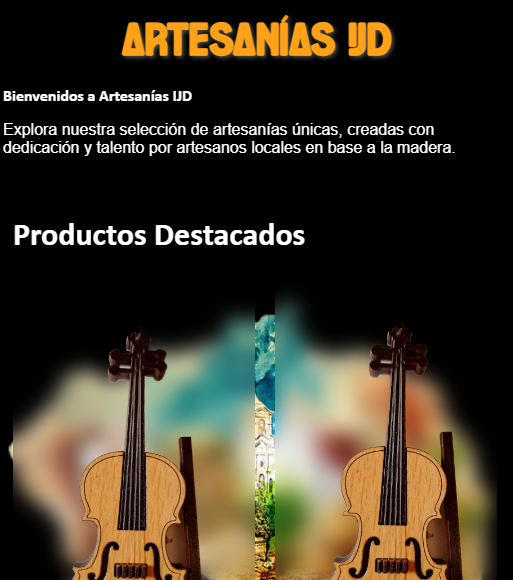 ARTESANÍAS IJD
Bienvenidos a Artesanías IJD
Explora nuestra selección de artesanías únicas, creadas con
dedicación y talento por artesanos locales en base a la madera.
Productos Destacados